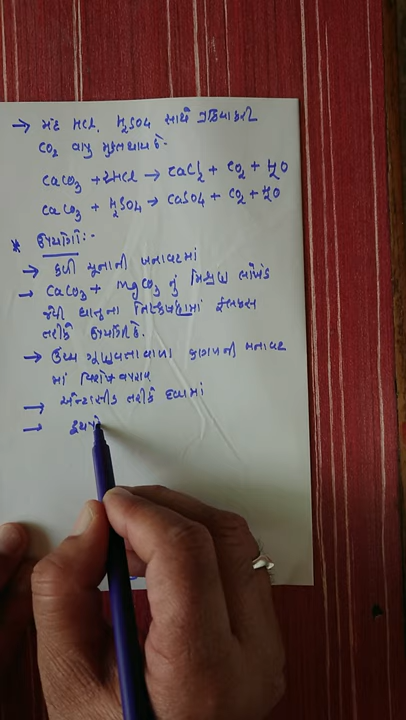 → મંદ HCl, H₂SO4 સાથે પ્રક્રિયા કરી
CO₂ વાયુ મુક્ત થાય છે.
CaCO₃ + 2HCl → CaCl₂ + CO₂ + H₂O
CaCO₃ + H₂SO4 → CaSO4 + CO₂ + H₂O
* ઉપયોગો:-
→ કળી ચૂનાની બનાવટમાં
→ CaCO₃ + MgCO₃ નું મિશ્રણ લોખંડ
જેવી ધાતુના નિષ્કર્ષણમાં ફ્લક્સ
તરીકે ઉપયોગી છે.
→ ઉચ્ચ ગુણવત્તાવાળા કાગળની બનાવટ
માં વિશેષ વપરાય
→ એન્ટાસીડ તરીકે દવામાં
→